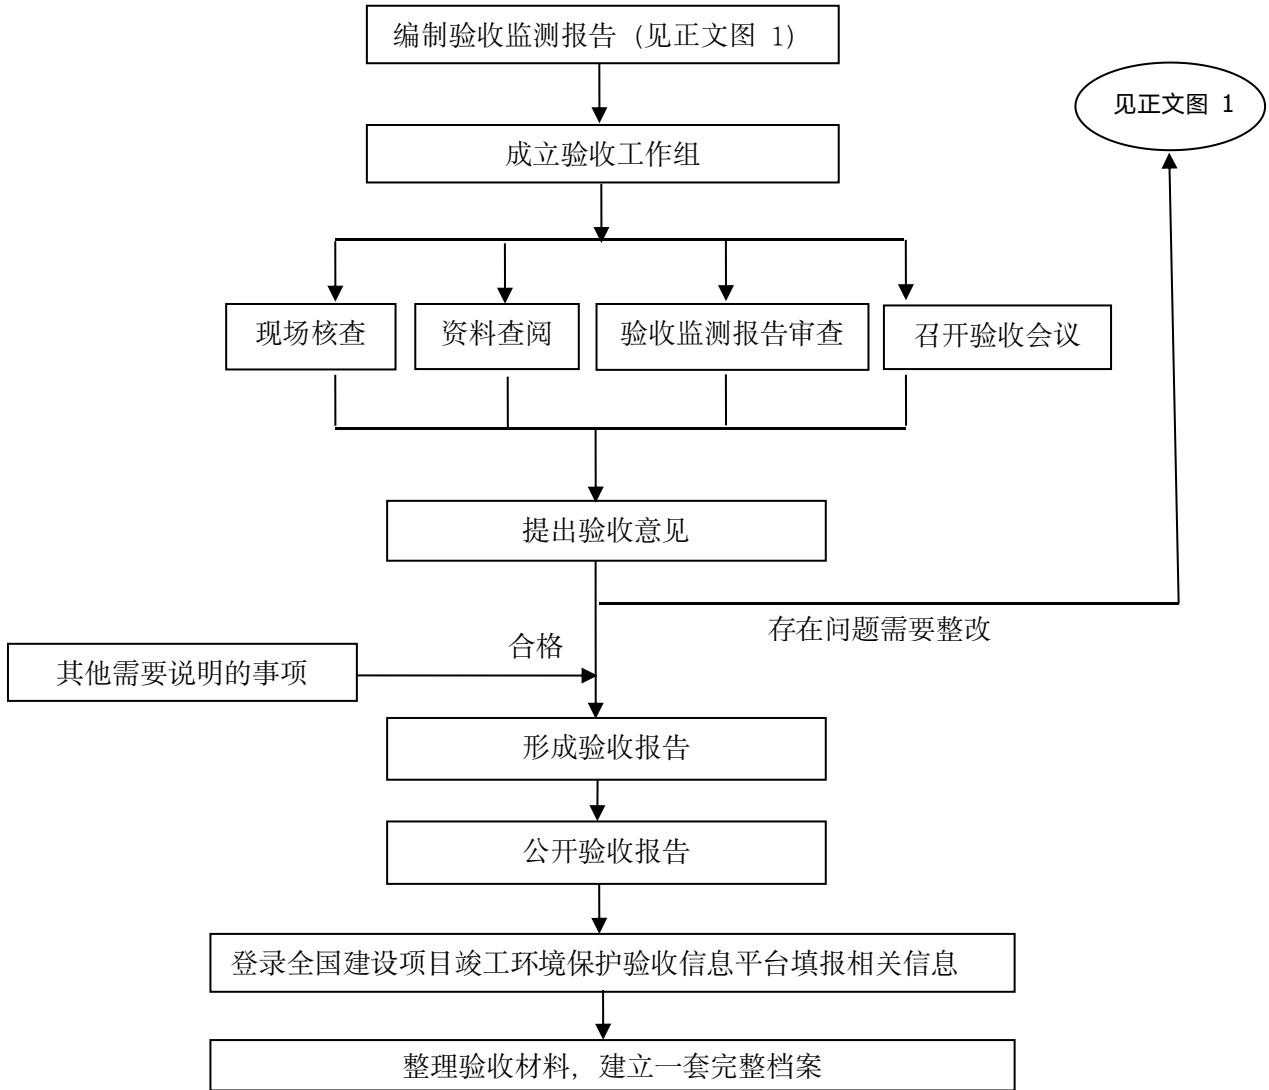 编制验收监测报告（见正文图 1）
见正文图 1
成立验收工作组
现场核查
资料查阅
验收监测报告审查
召开验收会议
提出验收意见
存在问题需要整改
合格
其他需要说明的事项
形成验收报告
公开验收报告
登录全国建设项目竣工环境保护验收信息平台填报相关信息
整理验收材料，建立一套完整档案